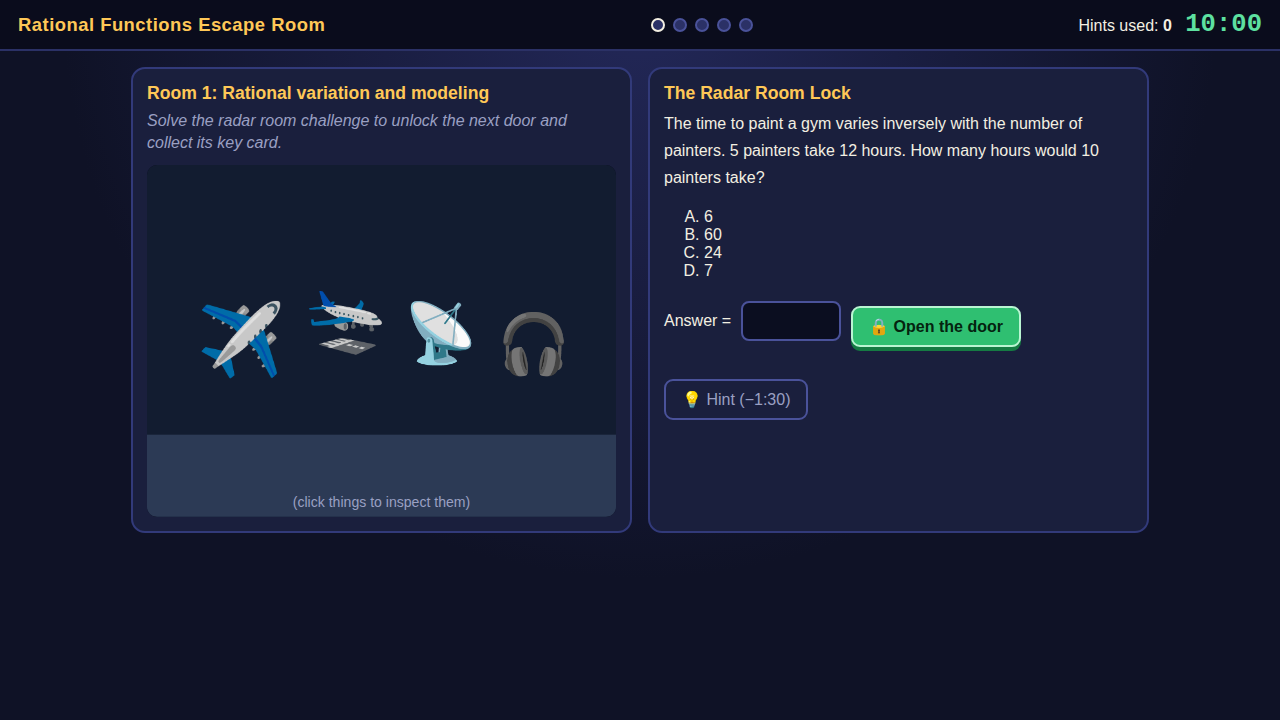 Rational Functions Escape Room
Hints used: 0 10:00
Room 1: Rational variation and modeling
Solve the radar room challenge to unlock the next door and
collect its key card.
(click things to inspect them)
The Radar Room Lock
The time to paint a gym varies inversely with the number of
painters. 5 painters take 12 hours. How many hours would 10
painters take?
A. 6
B. 60
C. 24
D. 7
Answer =
🔒 Open the door
💡 Hint (−1:30)